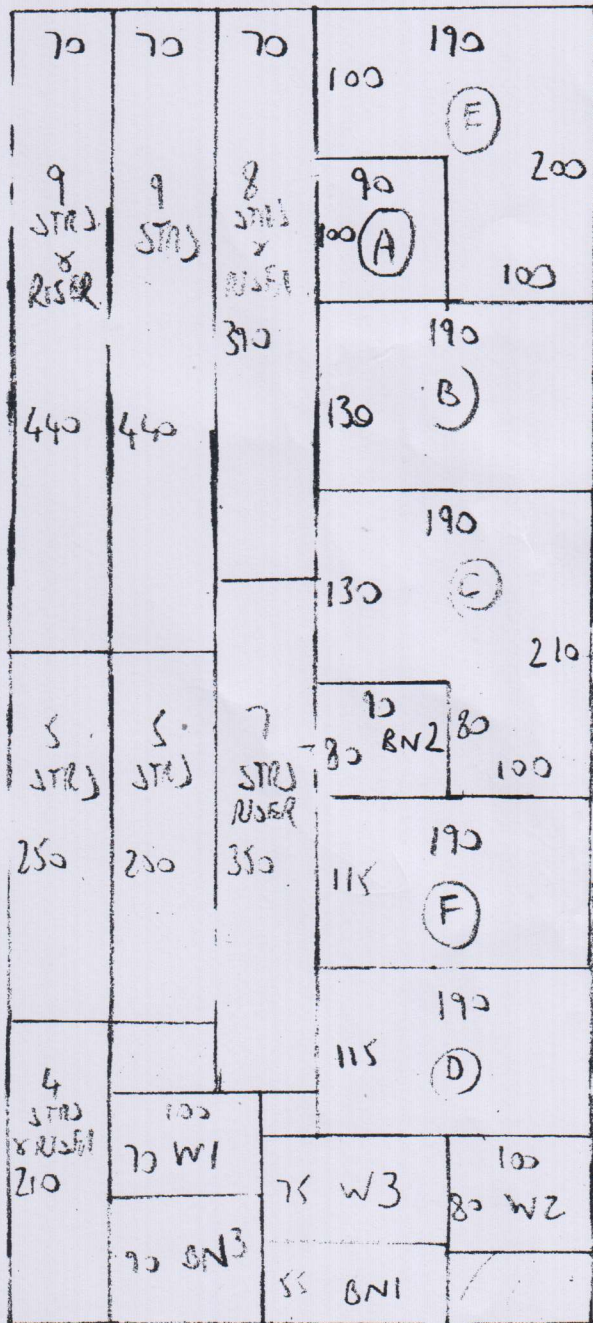 70
9
STRS
&
RISER
440
70
9
STRS
440
70
8
STRS
&
RISER
390
190
100
E
200
90
100 A
100
190
130 B
190
130 C
210
5
STRS
250
5
STRS
250
7
STRS
RISER
350
90
80 BN2
80
100
190
115
F
190
115
D
4
STRS
& RISER
210
100
70 W1
90 BN3
75 W3
100
80 W2
55 BN1